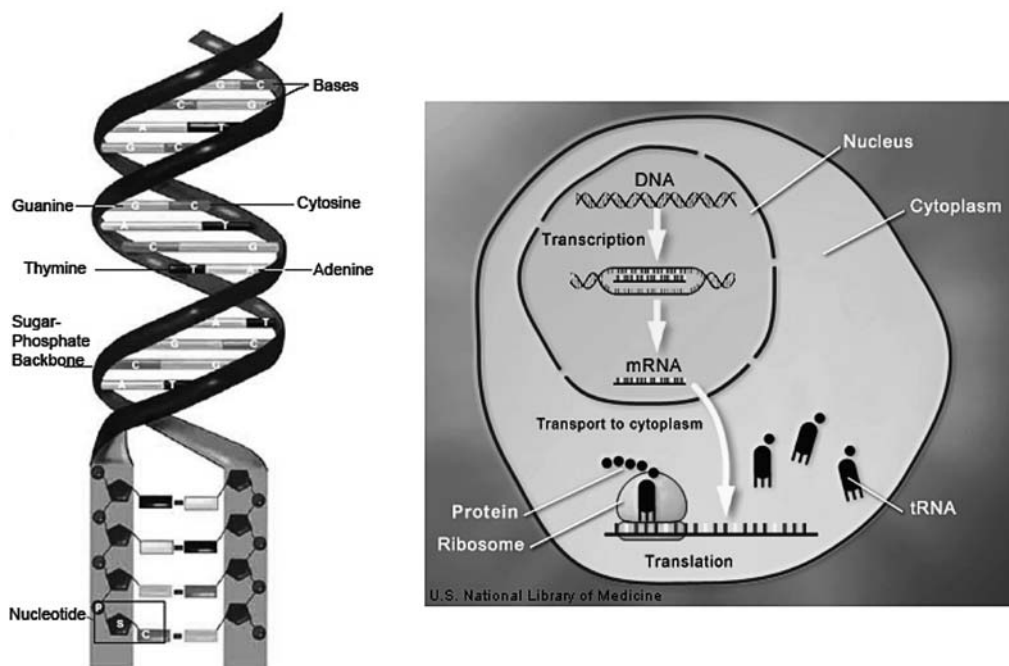 G C
Bases
C G
A T
G C
Guanine
G C
Cytosine
A T
C G
Thymine
T A
Adenine
Sugar-
Phosphate
Backbone
A T
G C
C G
A T
Nucleotide
P
S
C
Nucleus
DNA
Cytoplasm
Transcription
mRNA
Transport to cytoplasm
Protein
tRNA
Ribosome
Translation
U.S. National Library of Medicine